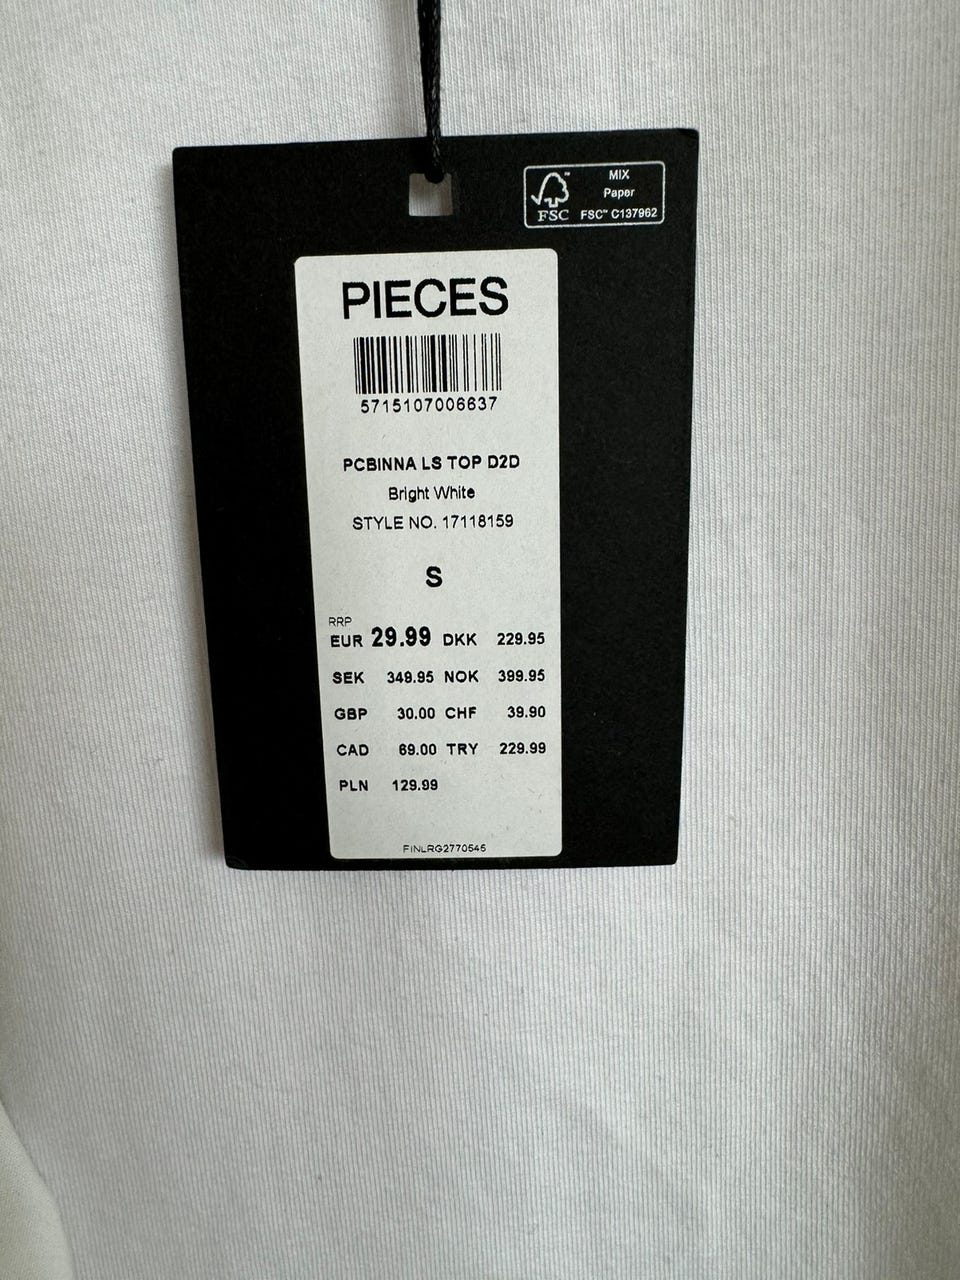 MIX
Paper
FSC FSC™ C137962
PIECES
5715107006637
PCBINNA LS TOP D2D
Bright White
STYLE NO. 17118159
S
RRP
EUR 29.99 DKK 229.95
SEK 349.95 NOK 399.95
GBP 30.00 CHF 39.90
CAD 69.00 TRY 229.99
PLN 129.99
FINLRG2770545